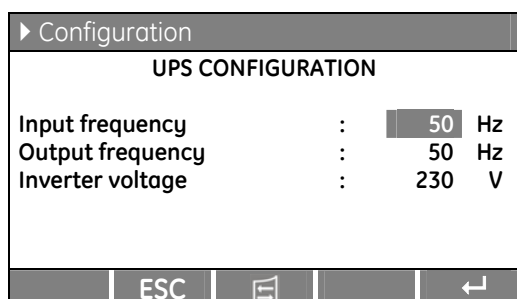 Configuration
UPS CONFIGURATION
Input frequency : 50 Hz
Output frequency : 50 Hz
Inverter voltage : 230 V
ESC